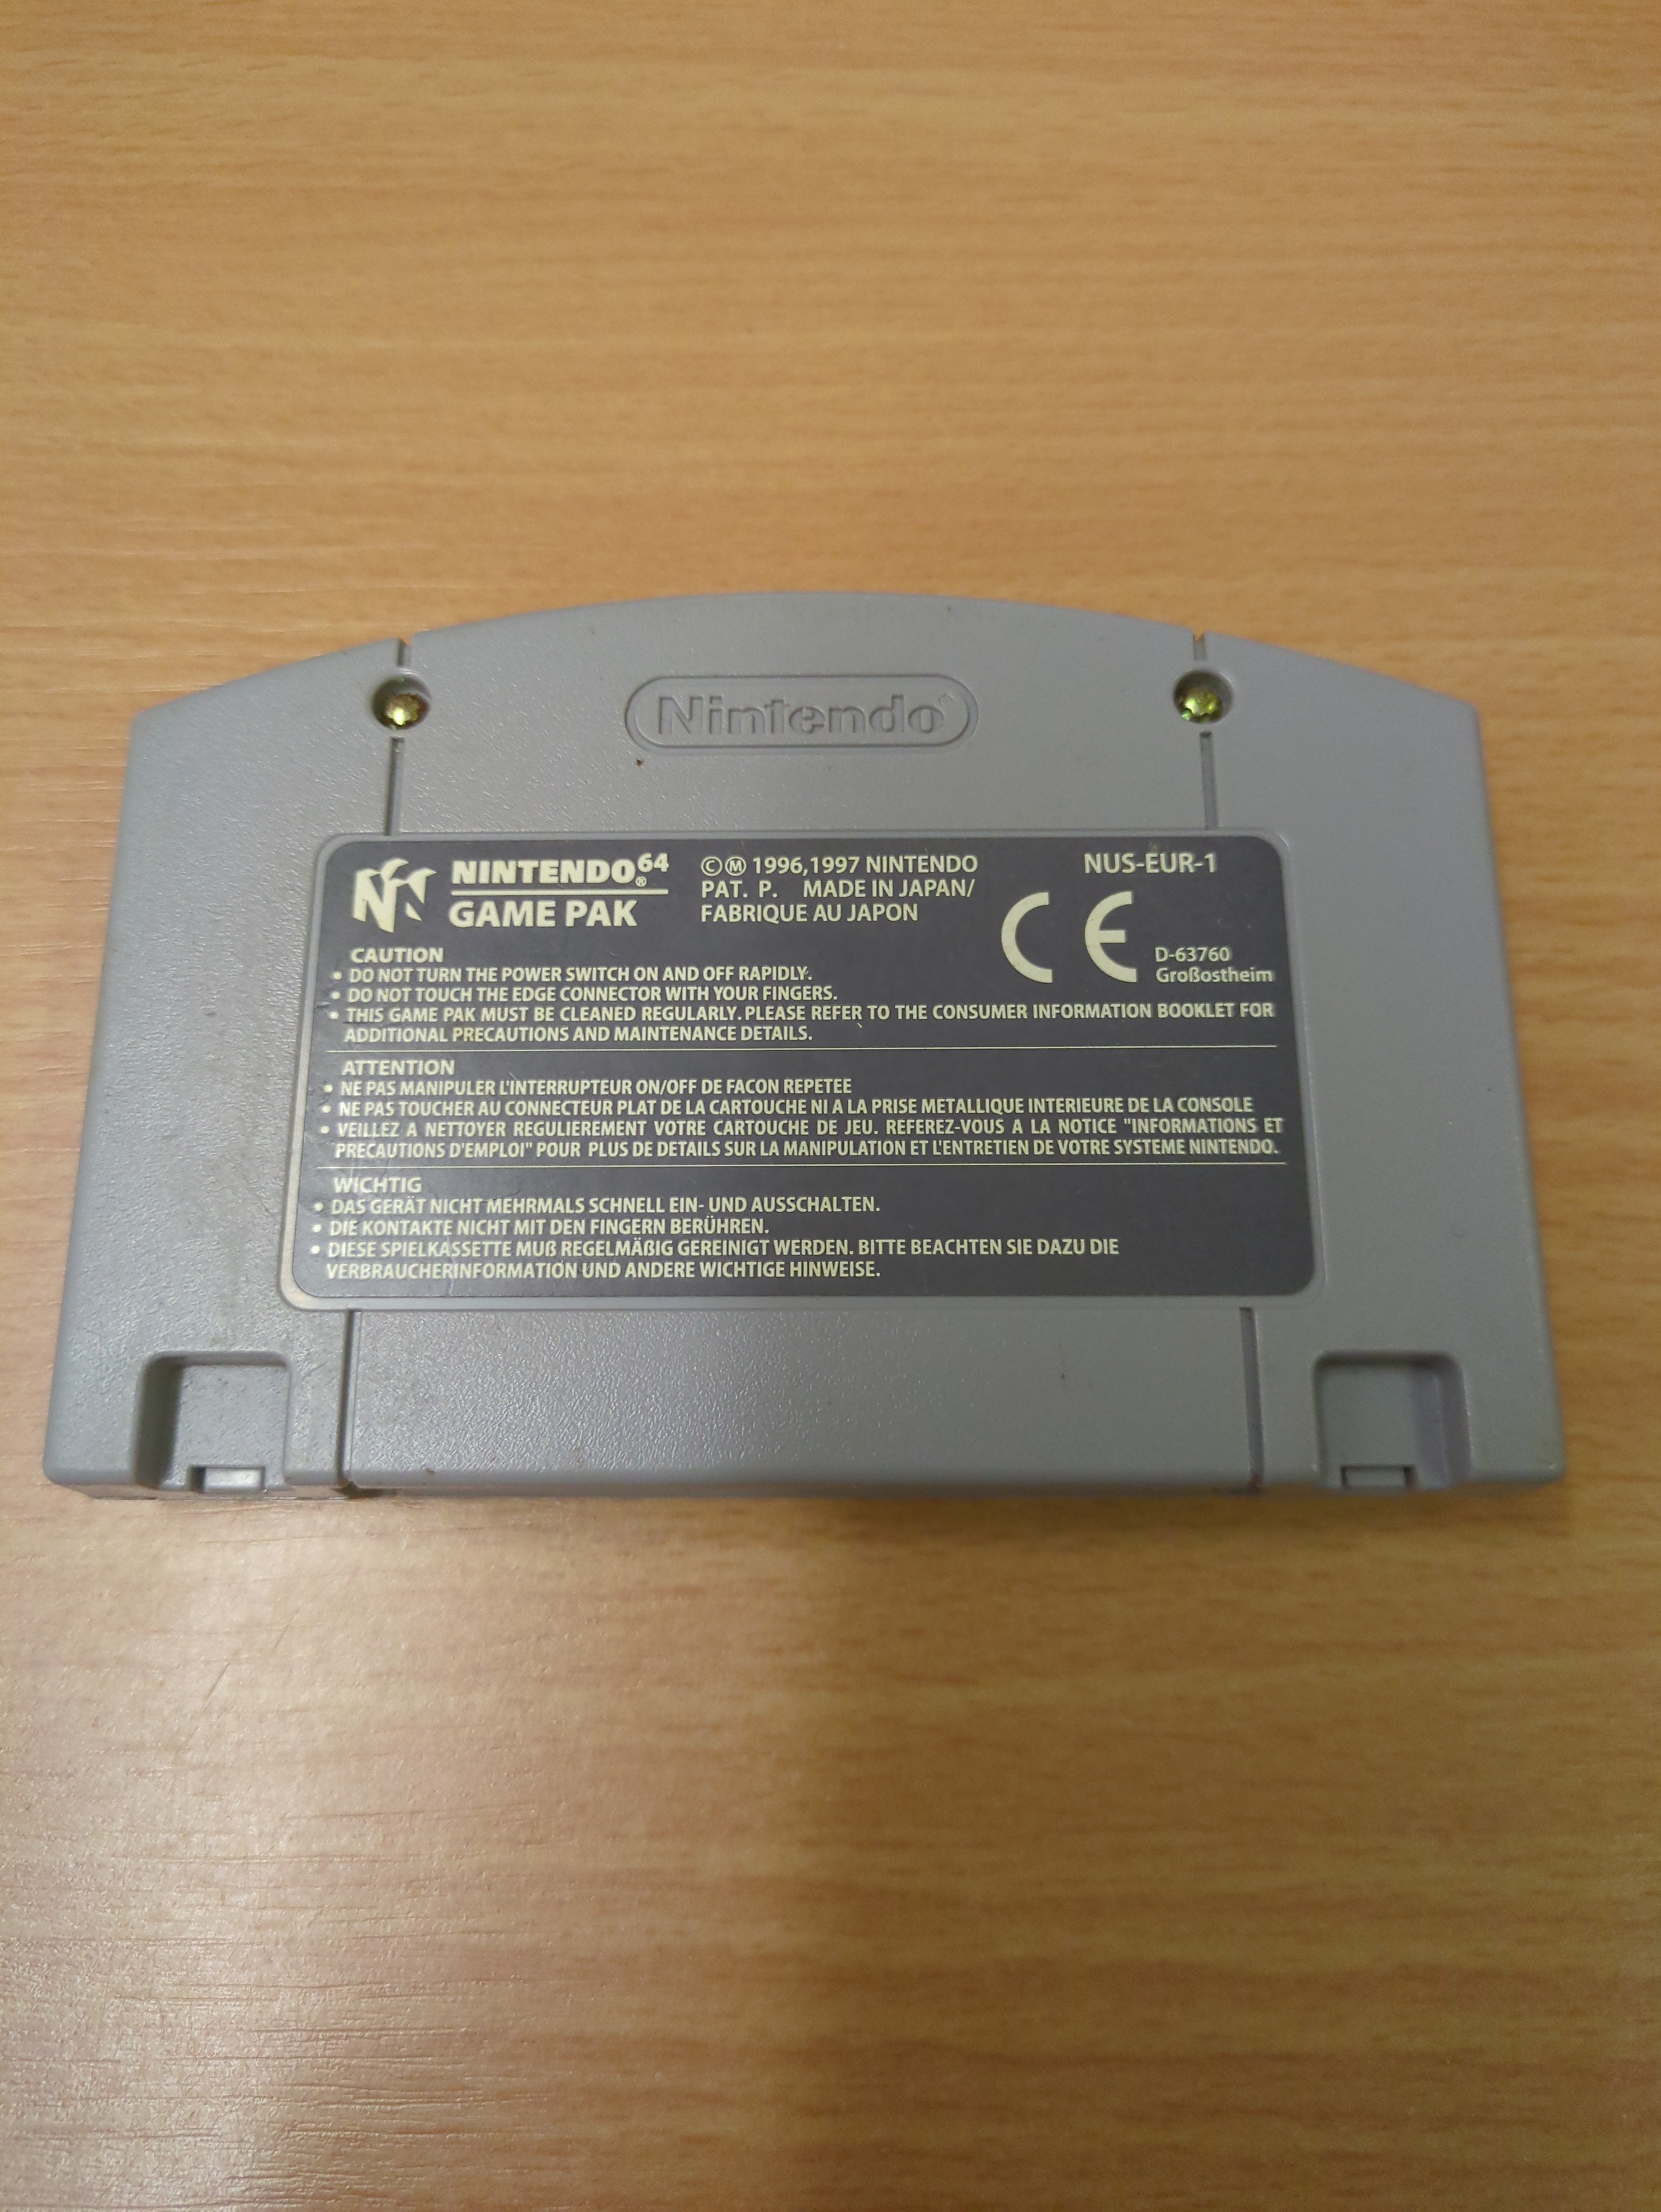 Nintendo
NINTENDO⁶⁴®
GAME PAK
©Ⓜ 1996,1997 NINTENDO
PAT. P. MADE IN JAPAN/
FABRIQUE AU JAPON
NUS-EUR-1
CE
D-63760
Großostheim
CAUTION
• DO NOT TURN THE POWER SWITCH ON AND OFF RAPIDLY.
• DO NOT TOUCH THE EDGE CONNECTOR WITH YOUR FINGERS.
• THIS GAME PAK MUST BE CLEANED REGULARLY. PLEASE REFER TO THE CONSUMER INFORMATION BOOKLET FOR
ADDITIONAL PRECAUTIONS AND MAINTENANCE DETAILS.
ATTENTION
• NE PAS MANIPULER L'INTERRUPTEUR ON/OFF DE FACON REPETEE
• NE PAS TOUCHER AU CONNECTEUR PLAT DE LA CARTOUCHE NI A LA PRISE METALLIQUE INTERIEURE DE LA CONSOLE
• VEILLEZ A NETTOYER REGULIEREMENT VOTRE CARTOUCHE DE JEU. REFEREZ-VOUS A LA NOTICE "INFORMATIONS ET
PRECAUTIONS D'EMPLOI" POUR PLUS DE DETAILS SUR LA MANIPULATION ET L'ENTRETIEN DE VOTRE SYSTEME NINTENDO.
WICHTIG
• DAS GERÄT NICHT MEHRMALS SCHNELL EIN- UND AUSSCHALTEN.
• DIE KONTAKTE NICHT MIT DEN FINGERN BERÜHREN.
• DIESE SPIELKASSETTE MUß REGELMÄßIG GEREINIGT WERDEN. BITTE BEACHTEN SIE DAZU DIE
VERBRAUCHERINFORMATION UND ANDERE WICHTIGE HINWEISE.